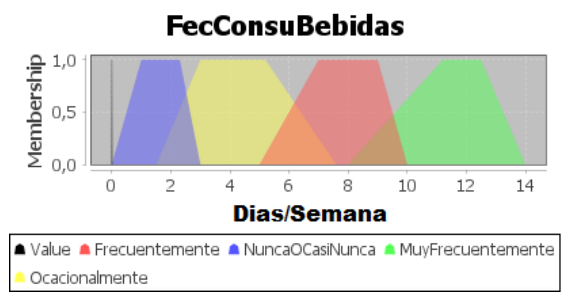 FecConsuBebidas
Membership
1,0
0,5
0,0
0 2 4 6 8 10 12 14
Dias/Semana
Value Frecuentemente NuncaOCasiNunca MuyFrecuentemente
Ocacionalmente